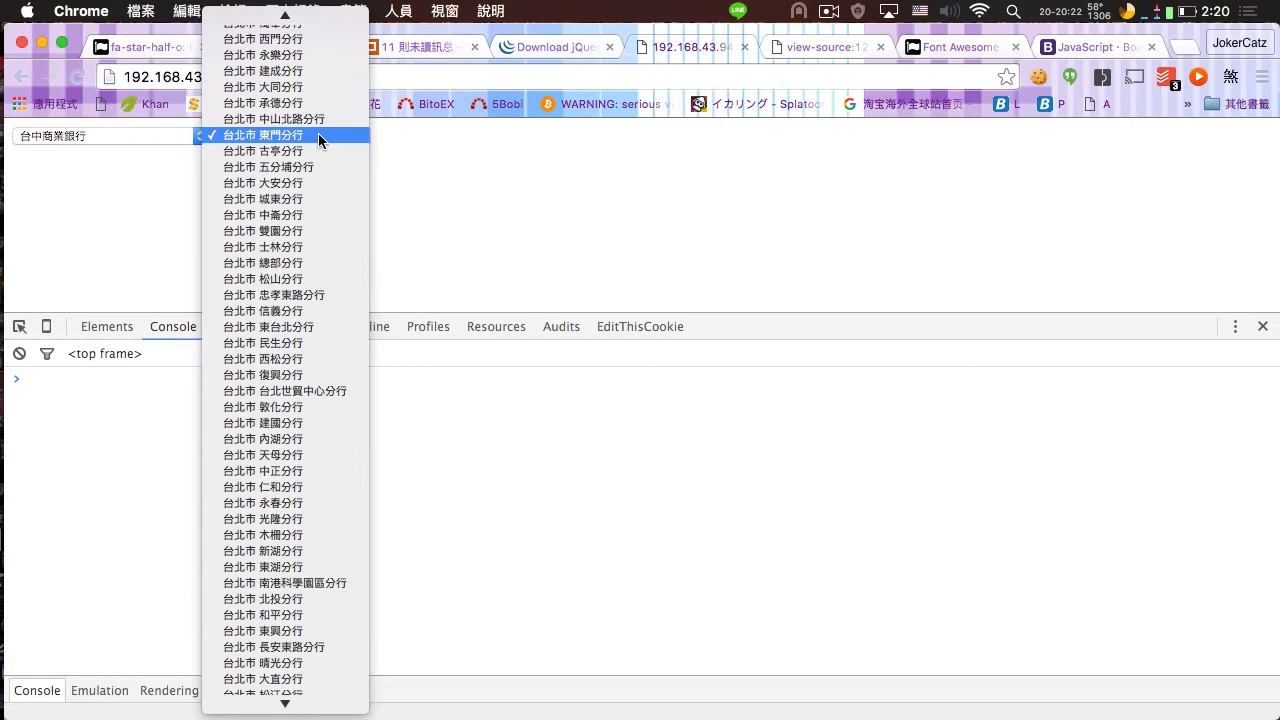 Chrome 檔案 編輯 人員 視窗 說明 20-20:22 58° 1306 2:20
fa-star-half-o: f 11 則未讀訊息 - Download jQuer 192.168.43.94 view-source:12 Font Awesome JavaScript · Boo JokerCatz
192.168.43 3 煞
應用程式 Khan 花 BitoEX 5Bobi WARNING: serious v イカリング - Splatoo 淘宝海外全球站首页 L P A » 其他書籤
台中商業銀行
台北市 西門分行
台北市 永樂分行
台北市 建成分行
台北市 大同分行
台北市 承德分行
台北市 中山北路分行
✓ 台北市 東門分行
台北市 古亭分行
台北市 五分埔分行
台北市 大安分行
台北市 城東分行
台北市 中崙分行
台北市 雙園分行
台北市 士林分行
台北市 總部分行
台北市 松山分行
台北市 忠孝東路分行
台北市 信義分行
台北市 東台北分行
台北市 民生分行
台北市 西松分行
台北市 復興分行
台北市 台北世貿中心分行
台北市 敦化分行
台北市 建國分行
台北市 內湖分行
台北市 天母分行
台北市 中正分行
台北市 仁和分行
台北市 永春分行
台北市 光隆分行
台北市 木柵分行
台北市 新湖分行
台北市 東湖分行
台北市 南港科學園區分行
台北市 北投分行
台北市 和平分行
台北市 東興分行
台北市 長安東路分行
台北市 晴光分行
台北市 大直分行
台北市 松江分行
Elements Console line Profiles Resources Audits EditThisCookie
<top frame>
>
Console Emulation Rendering